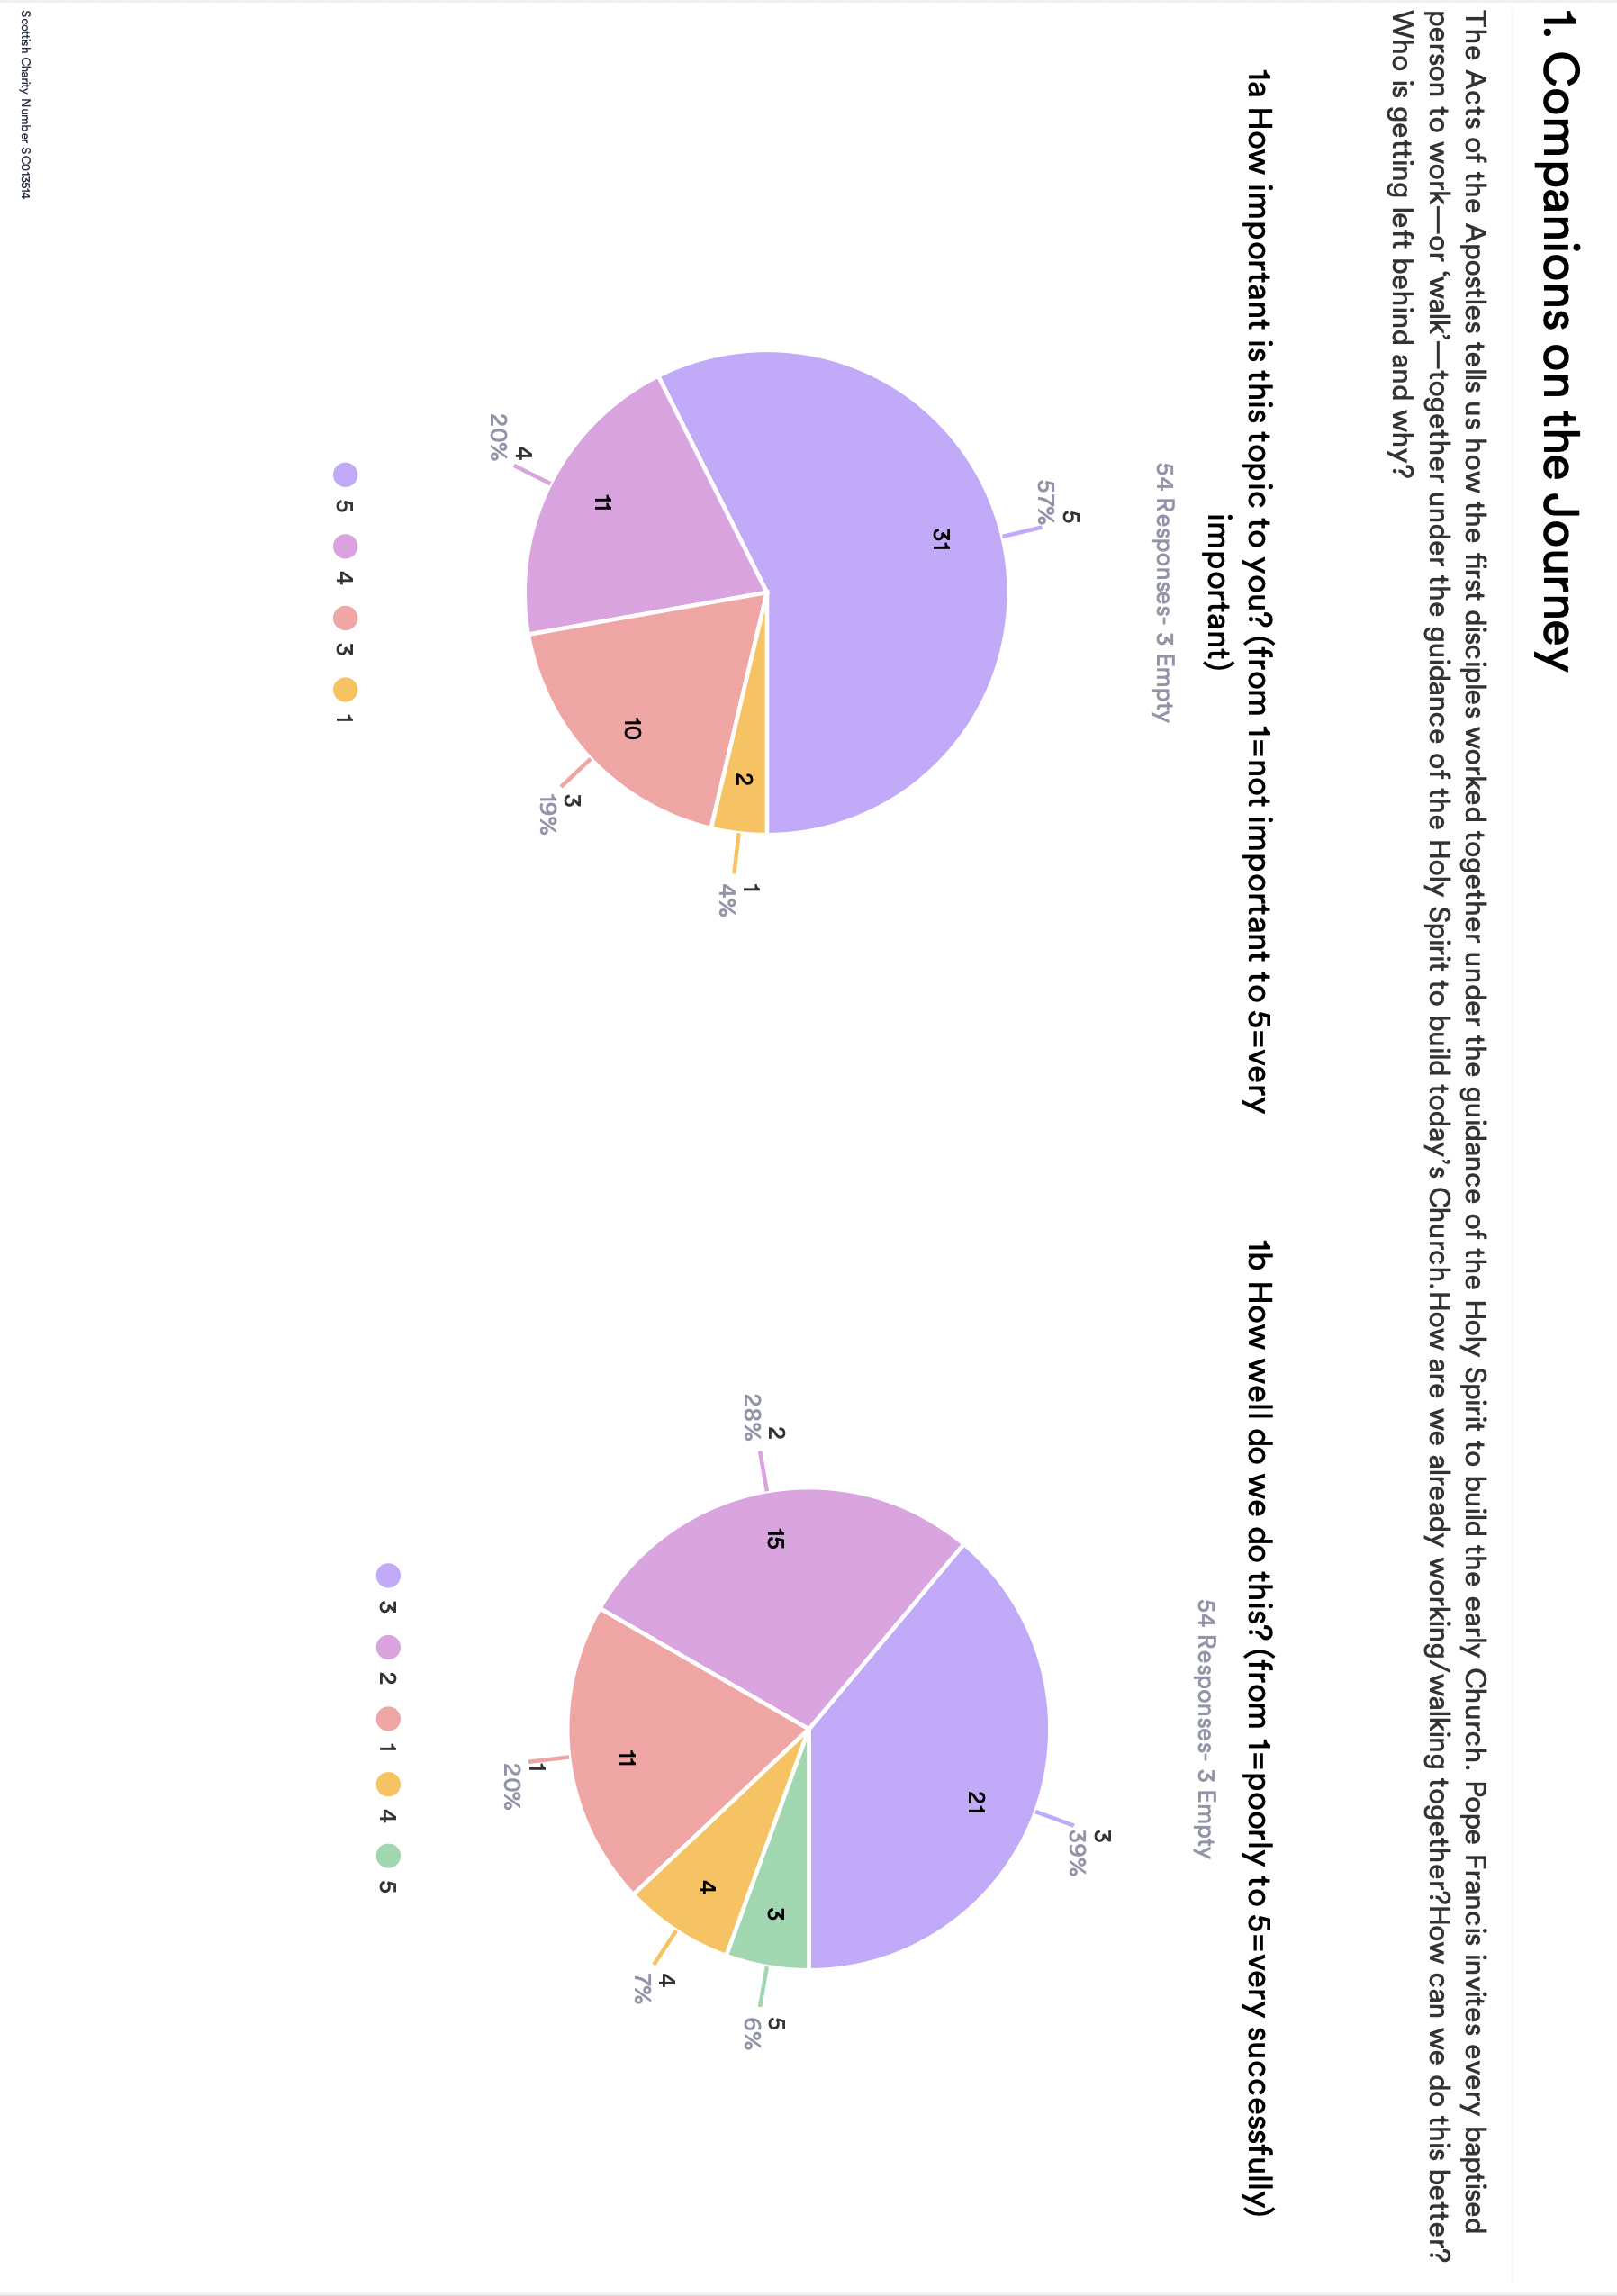 1. Companions on the Journey
The Acts of the Apostles tells us how the first disciples worked together under the guidance of the Holy Spirit to build the early Church. Pope Francis invites every baptised
person to work—or ‘walk’—together under the guidance of the Holy Spirit to build today’s Church.How are we already working/walking together?How can we do this better?
Who is getting left behind and why?
1a How important is this topic to you? (from 1=not important to 5=very
important)
54 Responses- 3 Empty
5
57%
31
4
20%
11
10
3
19%
2
1
4%
5 4 3 1
1b How well do we do this? (from 1=poorly to 5=very successfully)
54 Responses- 3 Empty
3
39%
21
2
28%
15
11
1
20%
4
4
7%
3
5
6%
3 2 1 4 5
Scottish Charity Number SC013514